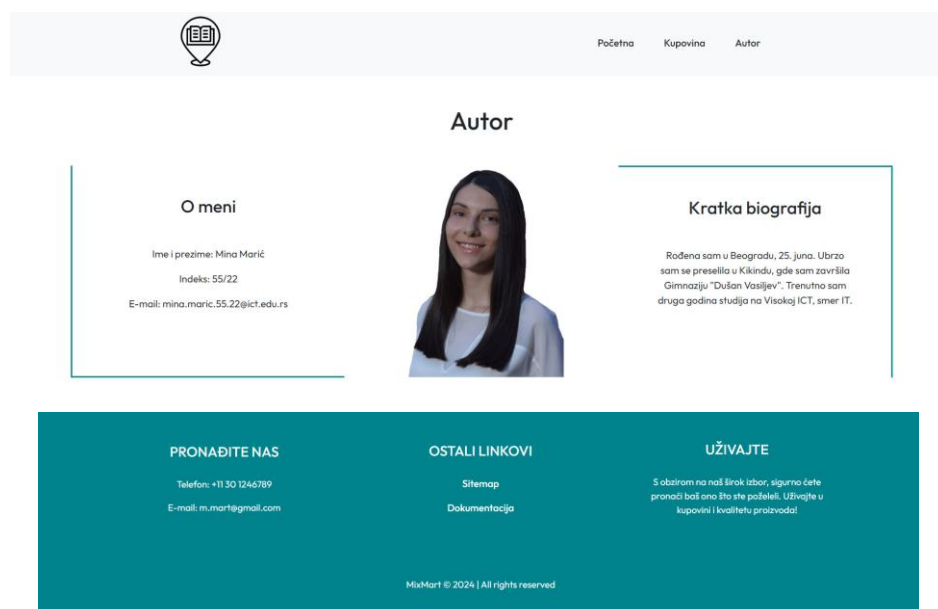 Početna
Kupovina
Autor
Autor
O meni
Ime i prezime: Mina Marić
Indeks: 55/22
E-mail: mina.maric.55.22@ict.edu.rs
Kratka biografija
Rođena sam u Beogradu, 25. juna. Ubrzo
sam se preselila u Kikindu, gde sam završila
Gimnaziju "Dušan Vasiljev". Trenutno sam
druga godina studija na Visokoj ICT, smer IT.
PRONAĐITE NAS
Telefon: +11 30 1246789
E-mail: m.mart@gmail.com
OSTALI LINKOVI
Sitemap
Dokumentacija
UŽIVAJTE
S obzirom na naš širok izbor, sigurno ćete
pronaći baš ono što ste poželeli. Uživajte u
kupovini i kvalitetu proizvoda!
MixMart © 2024 | All rights reserved